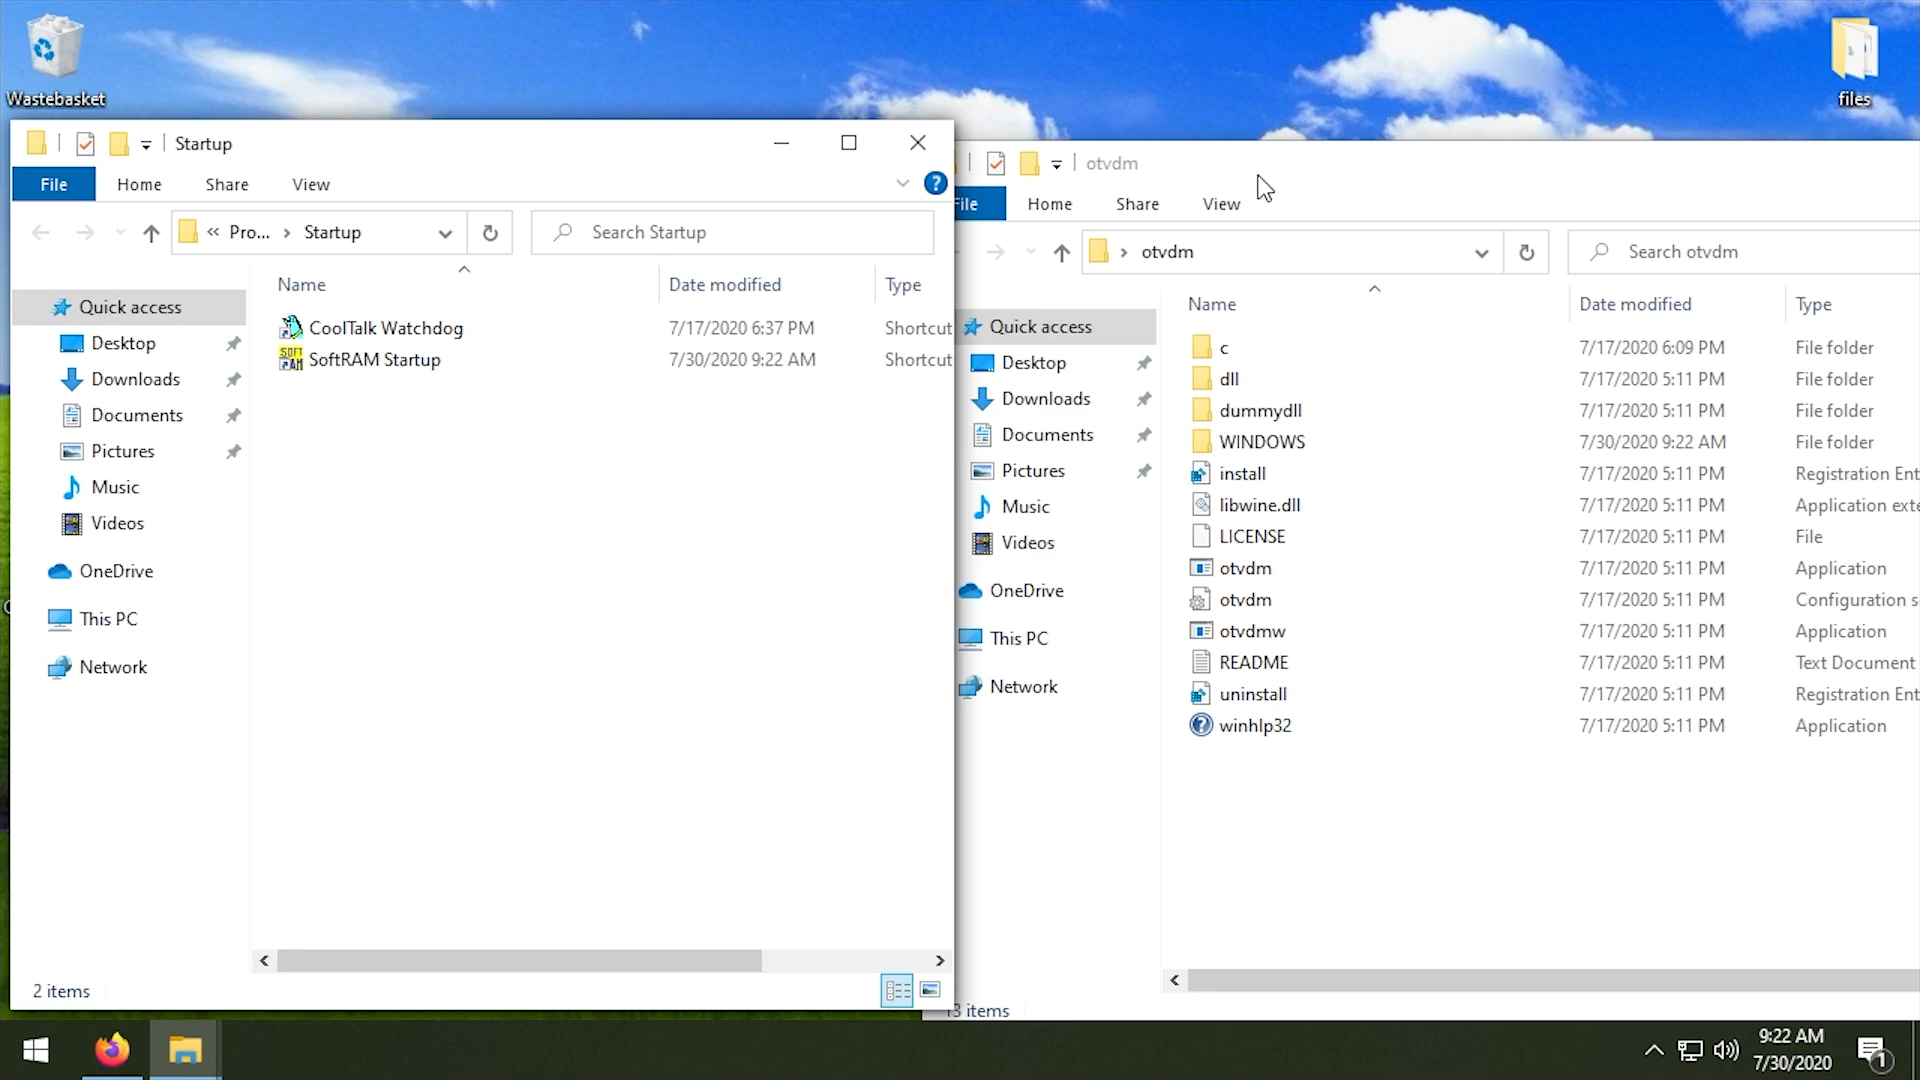 Wastebasket
files
Startup
File
Home
Share
View
« Pro... › Startup
Search Startup
Name
Date modified
Type
Quick access
Desktop
Downloads
Documents
Pictures
Music
Videos
OneDrive
This PC
Network
CoolTalk Watchdog 7/17/2020 6:37 PM Shortcut
SoftRAM Startup 7/30/2020 9:22 AM Shortcut
2 items
otvdm
File
Home
Share
View
› otvdm
Search otvdm
Name
Date modified
Type
Quick access
Desktop
Downloads
Documents
Pictures
Music
Videos
OneDrive
This PC
Network
c 7/17/2020 6:09 PM File folder
dll 7/17/2020 5:11 PM File folder
dummydll 7/17/2020 5:11 PM File folder
WINDOWS 7/30/2020 9:22 AM File folder
install 7/17/2020 5:11 PM Registration Ent
libwine.dll 7/17/2020 5:11 PM Application exte
LICENSE 7/17/2020 5:11 PM File
otvdm 7/17/2020 5:11 PM Application
otvdm 7/17/2020 5:11 PM Configuration s
otvdmw 7/17/2020 5:11 PM Application
README 7/17/2020 5:11 PM Text Document
uninstall 7/17/2020 5:11 PM Registration Ent
winhlp32 7/17/2020 5:11 PM Application
13 items
9:22 AM
7/30/2020
1